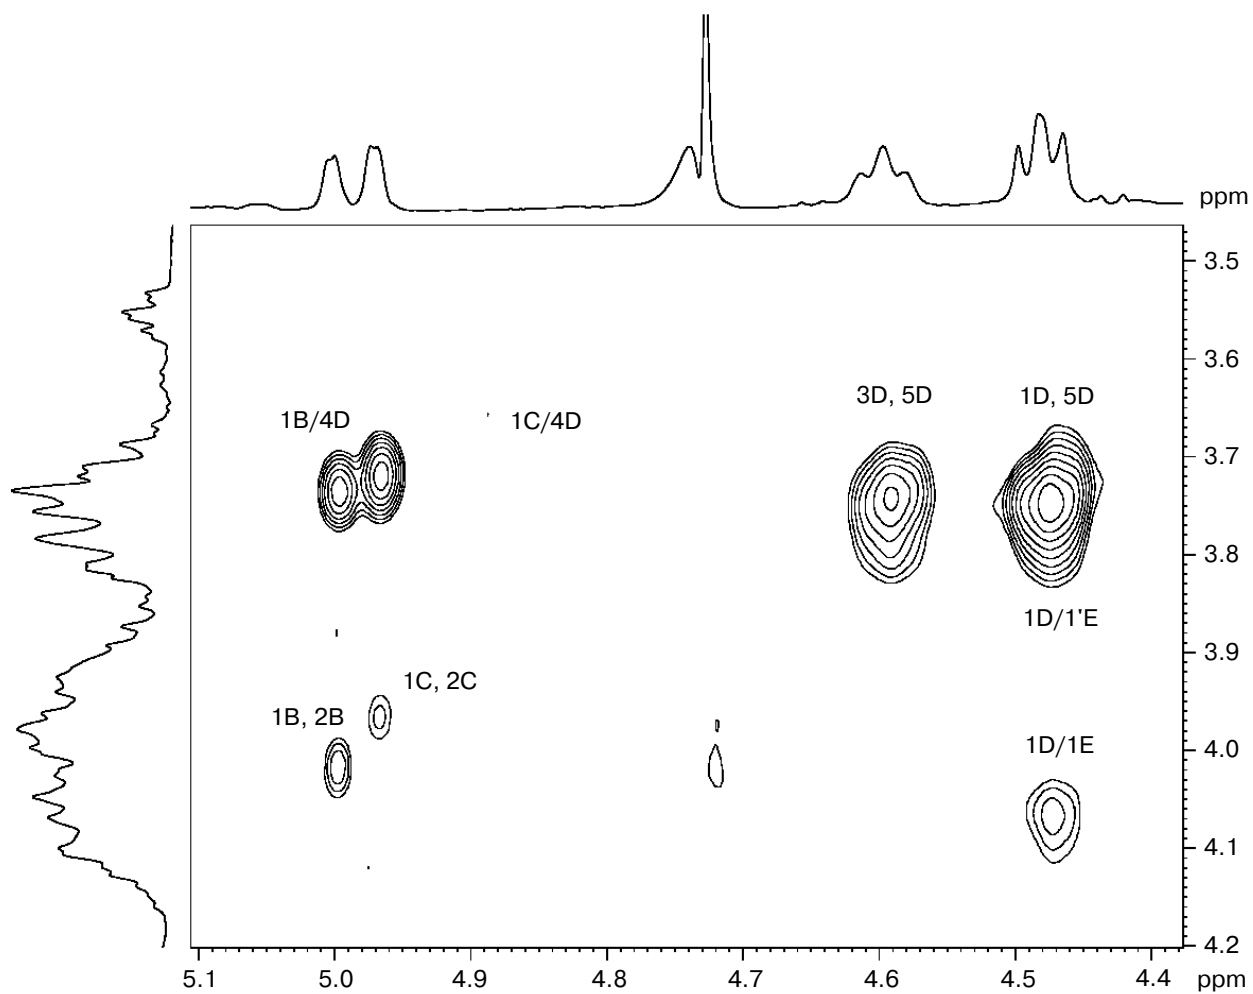 ppm
3.5
3.6
3D, 5D
1D, 5D
1B/4D
1C/4D
3.7
3.8
1D/1'E
3.9
1C, 2C
1B, 2B
1D/1E
4.0
4.1
4.2
5.1
5.0
4.9
4.8
4.7
4.6
4.5
4.4
ppm